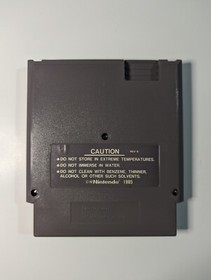 CAUTION
●DO NOT STORE IN EXTREME TEMPERATURES.
●DO NOT IMMERSE IN WATER.
●DO NOT CLEAN WITH BENZENE, THINNER,
ALCOHOL OR OTHER SUCH SOLVENTS.
©Nintendo® 1985